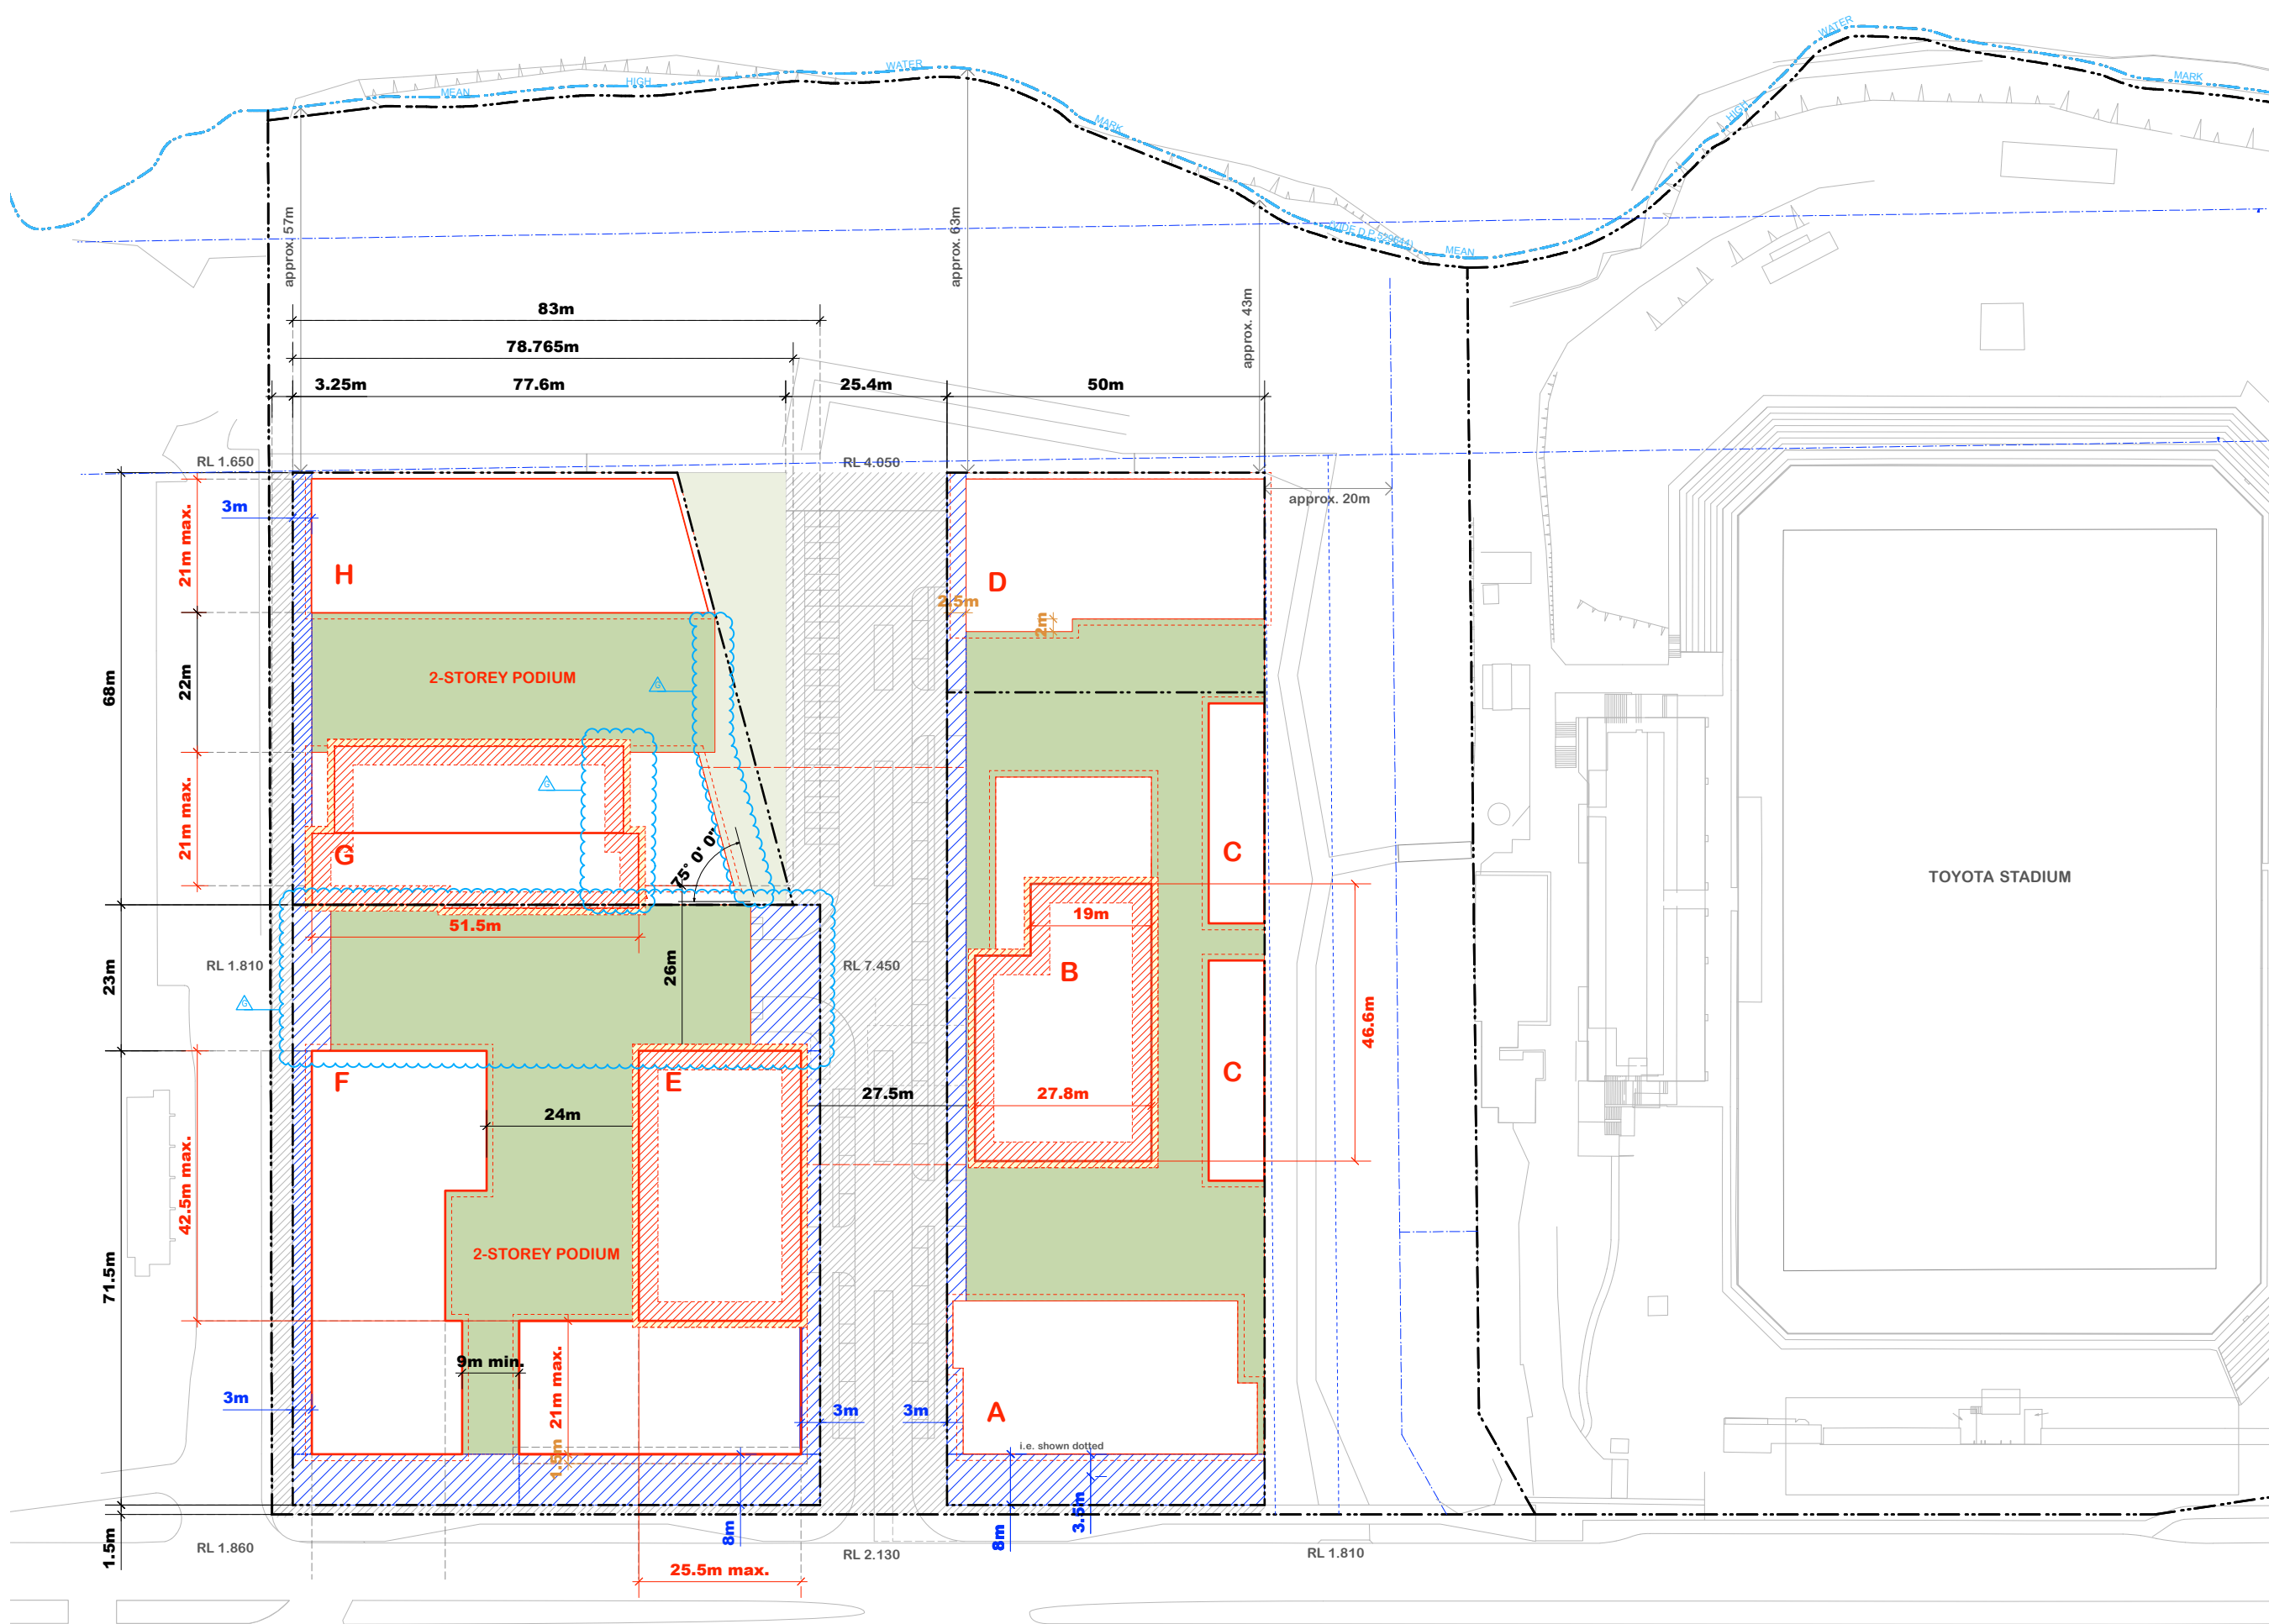 WATER
WATER
HIGH
MEAN
MARK
MARK
HIGH
MEAN
approx. 57m
approx. 63m
approx. 43m
83m
78.765m
3.25m
77.6m
25.4m
50m
RL 1.650
RL 4.050
approx. 20m
3m
21m max.
H
D
2.5m
2m
68m
22m
2-STOREY PODIUM
G
G
21m max.
75° 0' 0"
G
C
TOYOTA STADIUM
51.5m
19m
RL 1.810
RL 7.450
26m
B
23m
G
46.6m
F
E
27.5m
27.8m
C
24m
42.5m max.
2-STOREY PODIUM
71.5m
9m min.
21m max.
1.5m
3m
3m
3m
A
i.e. shown dotted
8m
8m
3.5m
1.5m
RL 1.860
RL 2.130
RL 1.810
25.5m max.